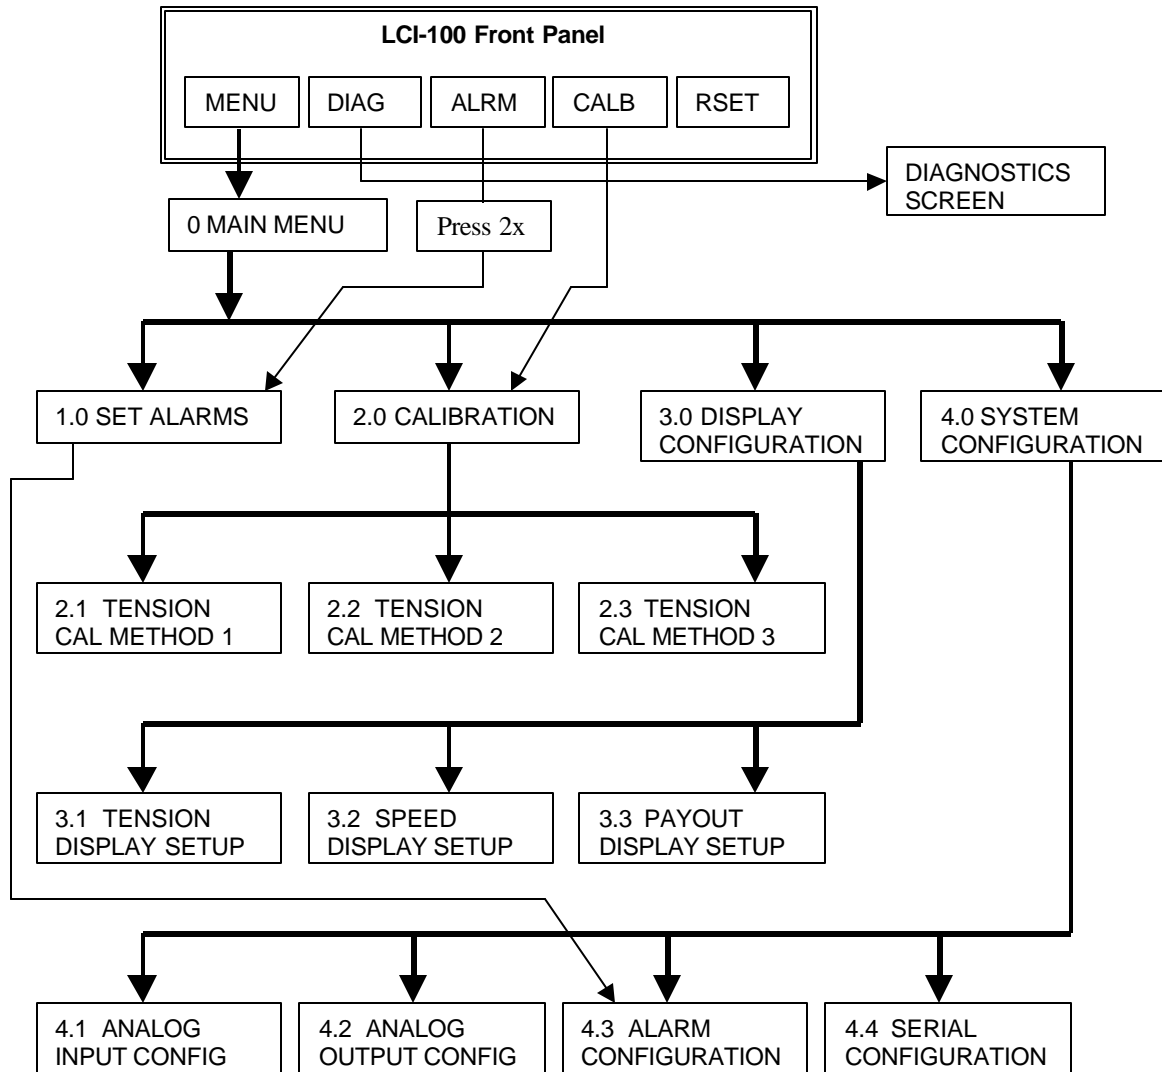 LCI-100 Front Panel
MENU
DIAG
ALRM
CALB
RSET
DIAGNOSTICS
SCREEN
0 MAIN MENU
Press 2x
1.0 SET ALARMS
2.0 CALIBRATION
3.0 DISPLAY
CONFIGURATION
4.0 SYSTEM
CONFIGURATION
2.1 TENSION
CAL METHOD 1
2.2 TENSION
CAL METHOD 2
2.3 TENSION
CAL METHOD 3
3.1 TENSION
DISPLAY SETUP
3.2 SPEED
DISPLAY SETUP
3.3 PAYOUT
DISPLAY SETUP
4.1 ANALOG
INPUT CONFIG
4.2 ANALOG
OUTPUT CONFIG
4.3 ALARM
CONFIGURATION
4.4 SERIAL
CONFIGURATION